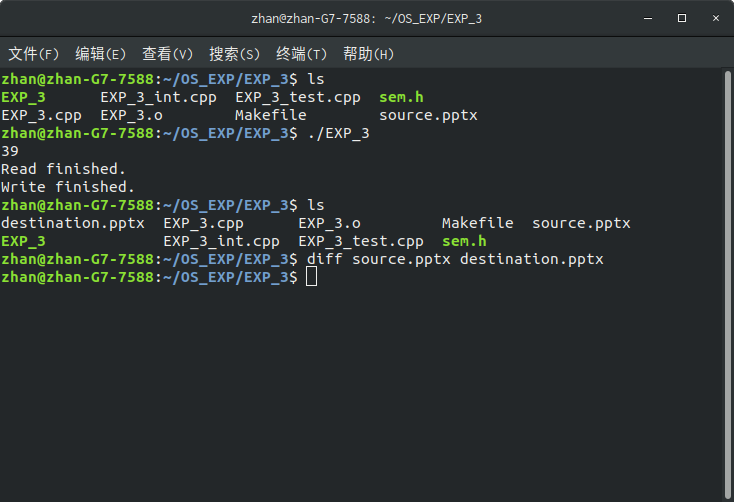 zhan@zhan-G7-7588: ~/OS_EXP/EXP_3
文件(F) 编辑(E) 查看(V) 搜索(S) 终端(T) 帮助(H)
zhan@zhan-G7-7588:~/OS_EXP/EXP_3$ ls
EXP_3      EXP_3_int.cpp  EXP_3_test.cpp  sem.h
EXP_3.cpp  EXP_3.o        Makefile        source.pptx
zhan@zhan-G7-7588:~/OS_EXP/EXP_3$ ./EXP_3
39
Read finished.
Write finished.
zhan@zhan-G7-7588:~/OS_EXP/EXP_3$ ls
destination.pptx  EXP_3.cpp      EXP_3.o         Makefile  source.pptx
EXP_3             EXP_3_int.cpp  EXP_3_test.cpp  sem.h
zhan@zhan-G7-7588:~/OS_EXP/EXP_3$ diff source.pptx destination.pptx
zhan@zhan-G7-7588:~/OS_EXP/EXP_3$